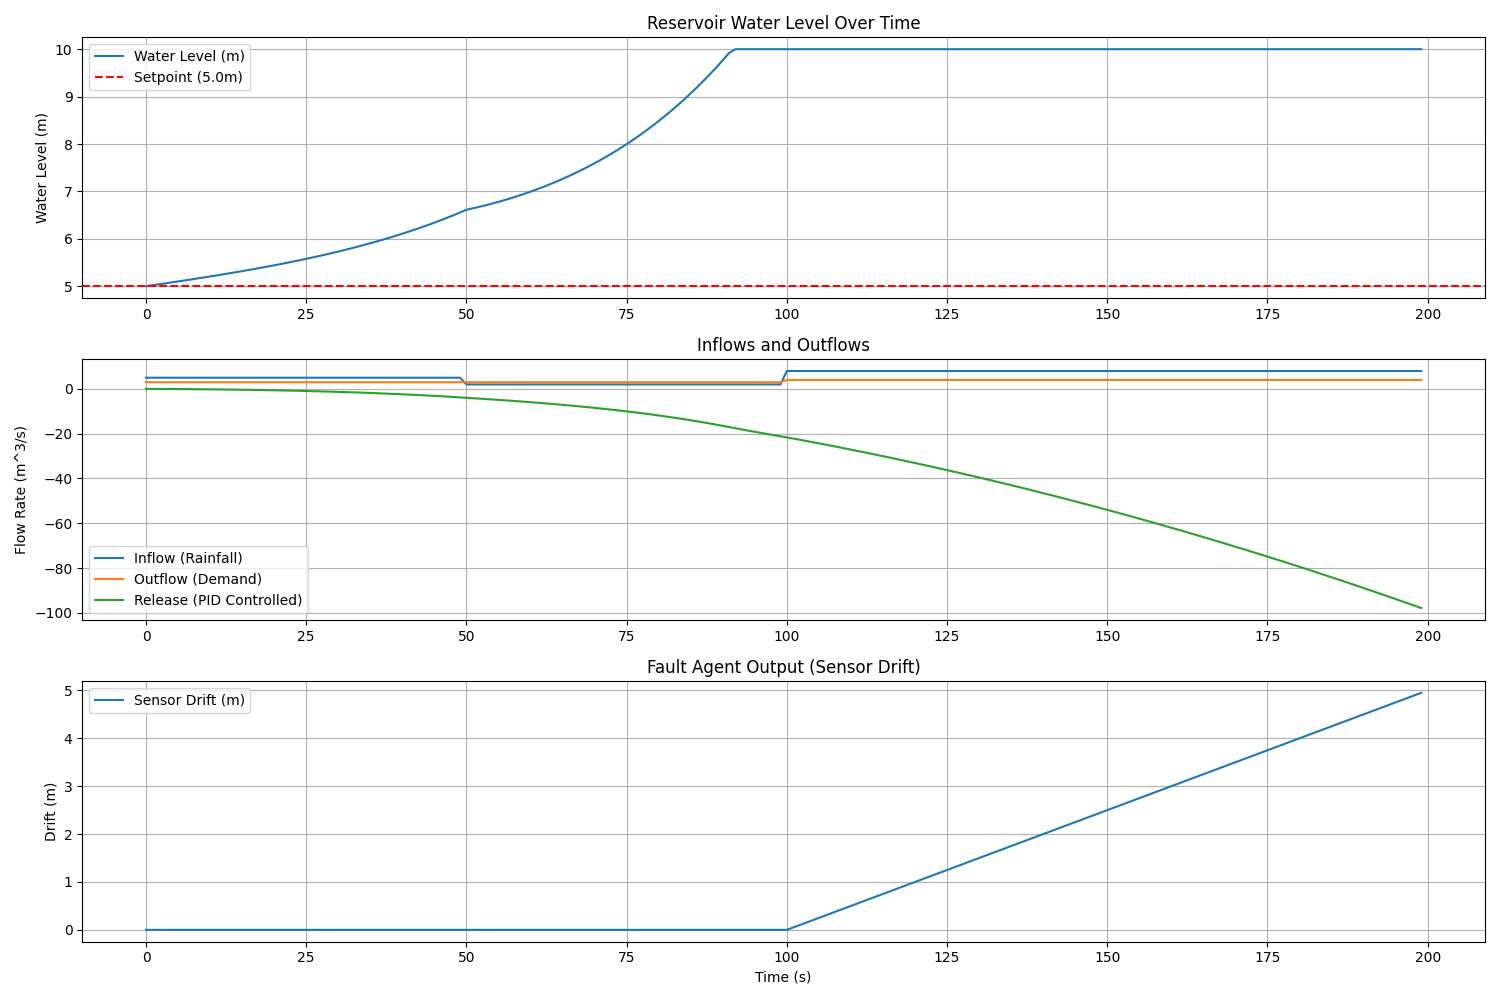 Reservoir Water Level Over Time
Water Level (m)
10
9
8
7
6
5
Water Level (m)
Setpoint (5.0m)
0 25 50 75 100 125 150 175 200
Inflows and Outflows
Flow Rate (m^3/s)
0
−20
−40
−60
−80
−100
Inflow (Rainfall)
Outflow (Demand)
Release (PID Controlled)
0 25 50 75 100 125 150 175 200
Fault Agent Output (Sensor Drift)
Drift (m)
5
4
3
2
1
0
Sensor Drift (m)
0 25 50 75 100 125 150 175 200
Time (s)